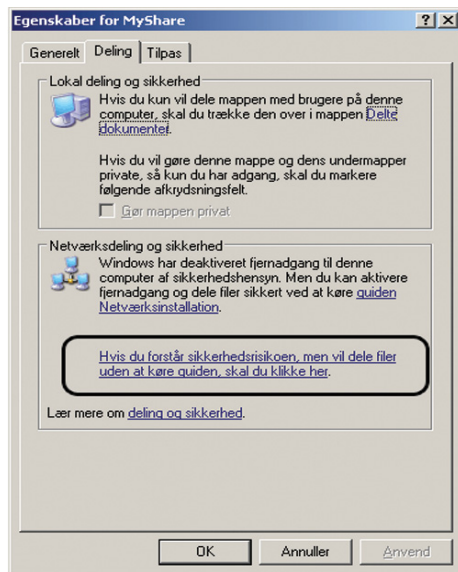 Egenskaber for MyShare
Generelt Deling Tilpas
Lokal deling og sikkerhed
Hvis du kun vil dele mappen med brugere på denne
computer, skal du trække den over i mappen Delte
dokumenter.
Hvis du vil gøre denne mappe og dens undermapper
private, så kun du har adgang, skal du markere
følgende afkrydsningsfelt.
Gør mappen privat
Netværksdeling og sikkerhed
Windows har deaktiveret fjernadgang til denne
computer af sikkerhedshensyn. Men du kan aktivere
fjernadgang og dele filer sikkert ved at køre guiden
Netværksinstallation.
Hvis du forstår sikkerhedsrisikoen, men vil dele filer
uden at køre guiden, skal du klikke her.
Lær mere om deling og sikkerhed.
OK Annuller Anvend